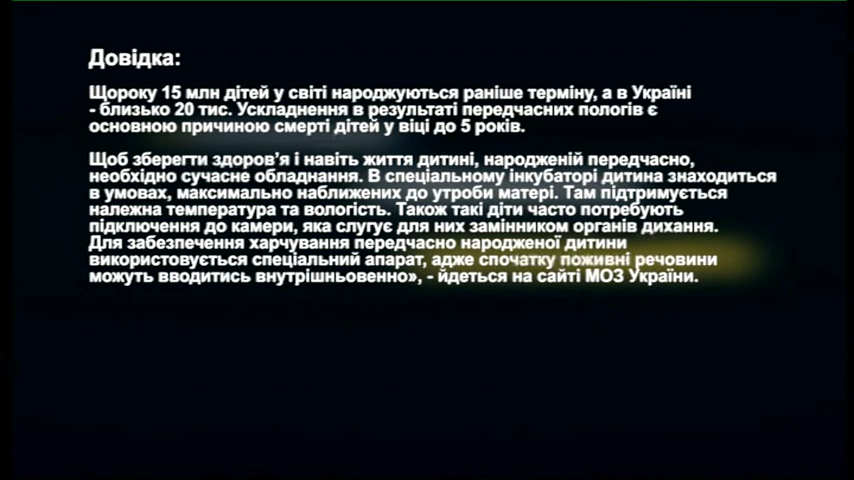 Довідка:
Щороку 15 млн дітей у світі народжуються раніше терміну, а в Україні
- близько 20 тис. Ускладнення в результаті передчасних пологів є
основною причиною смерті дітей у віці до 5 років.
Щоб зберегти здоров’я і навіть життя дитині, народженій передчасно,
необхідно сучасне обладнання. В спеціальному інкубаторі дитина знаходиться
в умовах, максимально наближених до утроби матері. Там підтримується
належна температура та вологість. Також такі діти часто потребують
підключення до камери, яка слугує для них замінником органів дихання.
Для забезпечення харчування передчасно народженої дитини
використовується спеціальний апарат, адже спочатку поживні речовини
можуть вводитись внутрішньовенно», - йдеться на сайті МОЗ України.